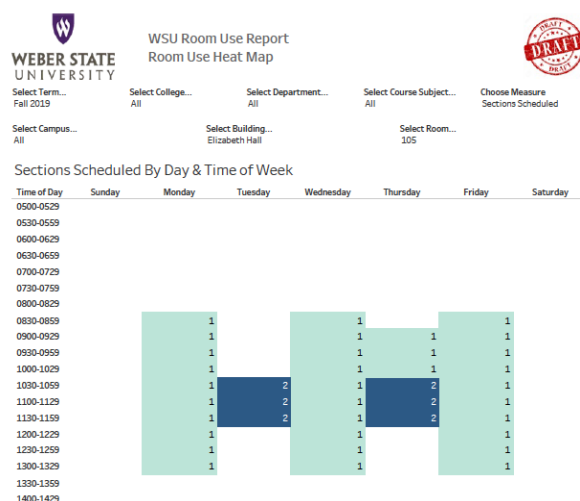 WSU Room Use Report
Room Use Heat Map
WEBER STATE
UNIVERSITY
DRAFT
DRAFT
DRAFT
Select Term... Select College... Select Department... Select Course Subject... Choose Measure
Fall 2019 All All All Sections Scheduled
Select Campus... Select Building... Select Room...
All Elizabeth Hall 105
Sections Scheduled By Day & Time of Week
Time of Day Sunday Monday Tuesday Wednesday Thursday Friday Saturday
0500-0529
0530-0559
0600-0629
0630-0659
0700-0729
0730-0759
0800-0829
0830-0859 1 1 1
0900-0929 1 1 1 1
0930-0959 1 1 1 1
1000-1029 1 1 1 1
1030-1059 1 2 1 2 1
1100-1129 1 2 1 2 1
1130-1159 1 2 1 2 1
1200-1229 1 1 1
1230-1259 1 1 1
1300-1329 1 1 1
1330-1359
1400-1429